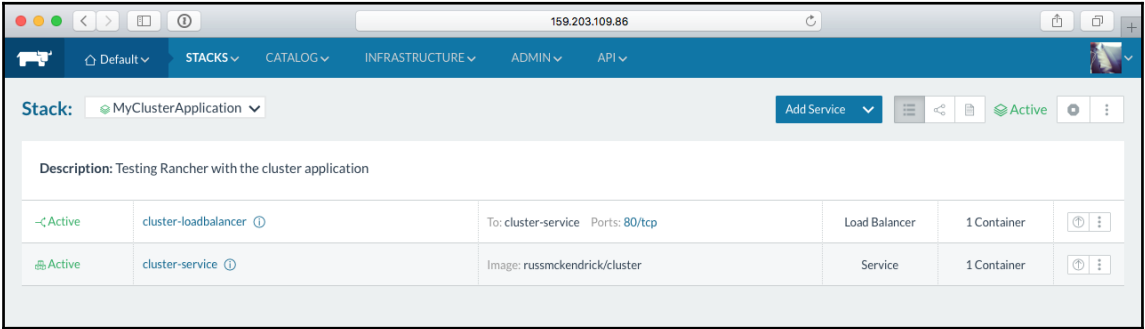 159.203.109.86
Default STACKS CATALOG INFRASTRUCTURE ADMIN API
Stack: MyClusterApplication Add Service Active
Description: Testing Rancher with the cluster application
Active cluster-loadbalancer To: cluster-service Ports: 80/tcp Load Balancer 1 Container
Active cluster-service Image: russmckendrick/cluster Service 1 Container